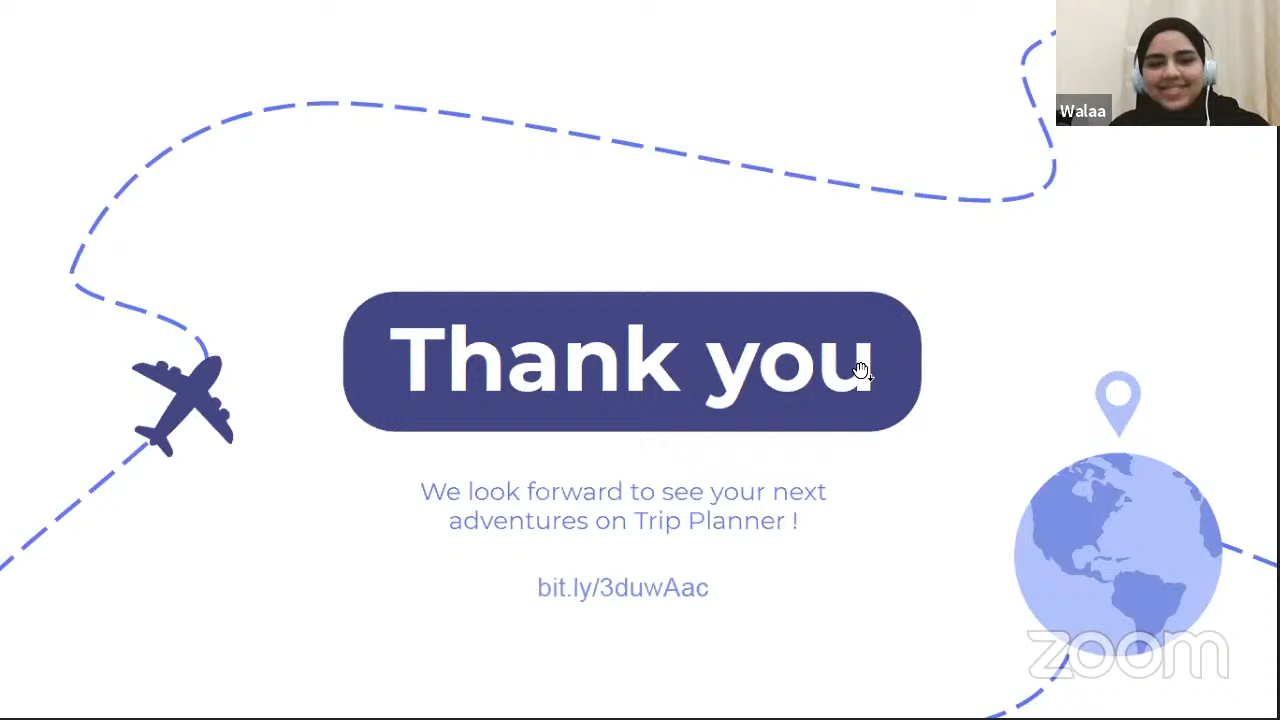 Walaa
Thank you
We look forward to see your next
adventures on Trip Planner !
bit.ly/3duwAac
zoom